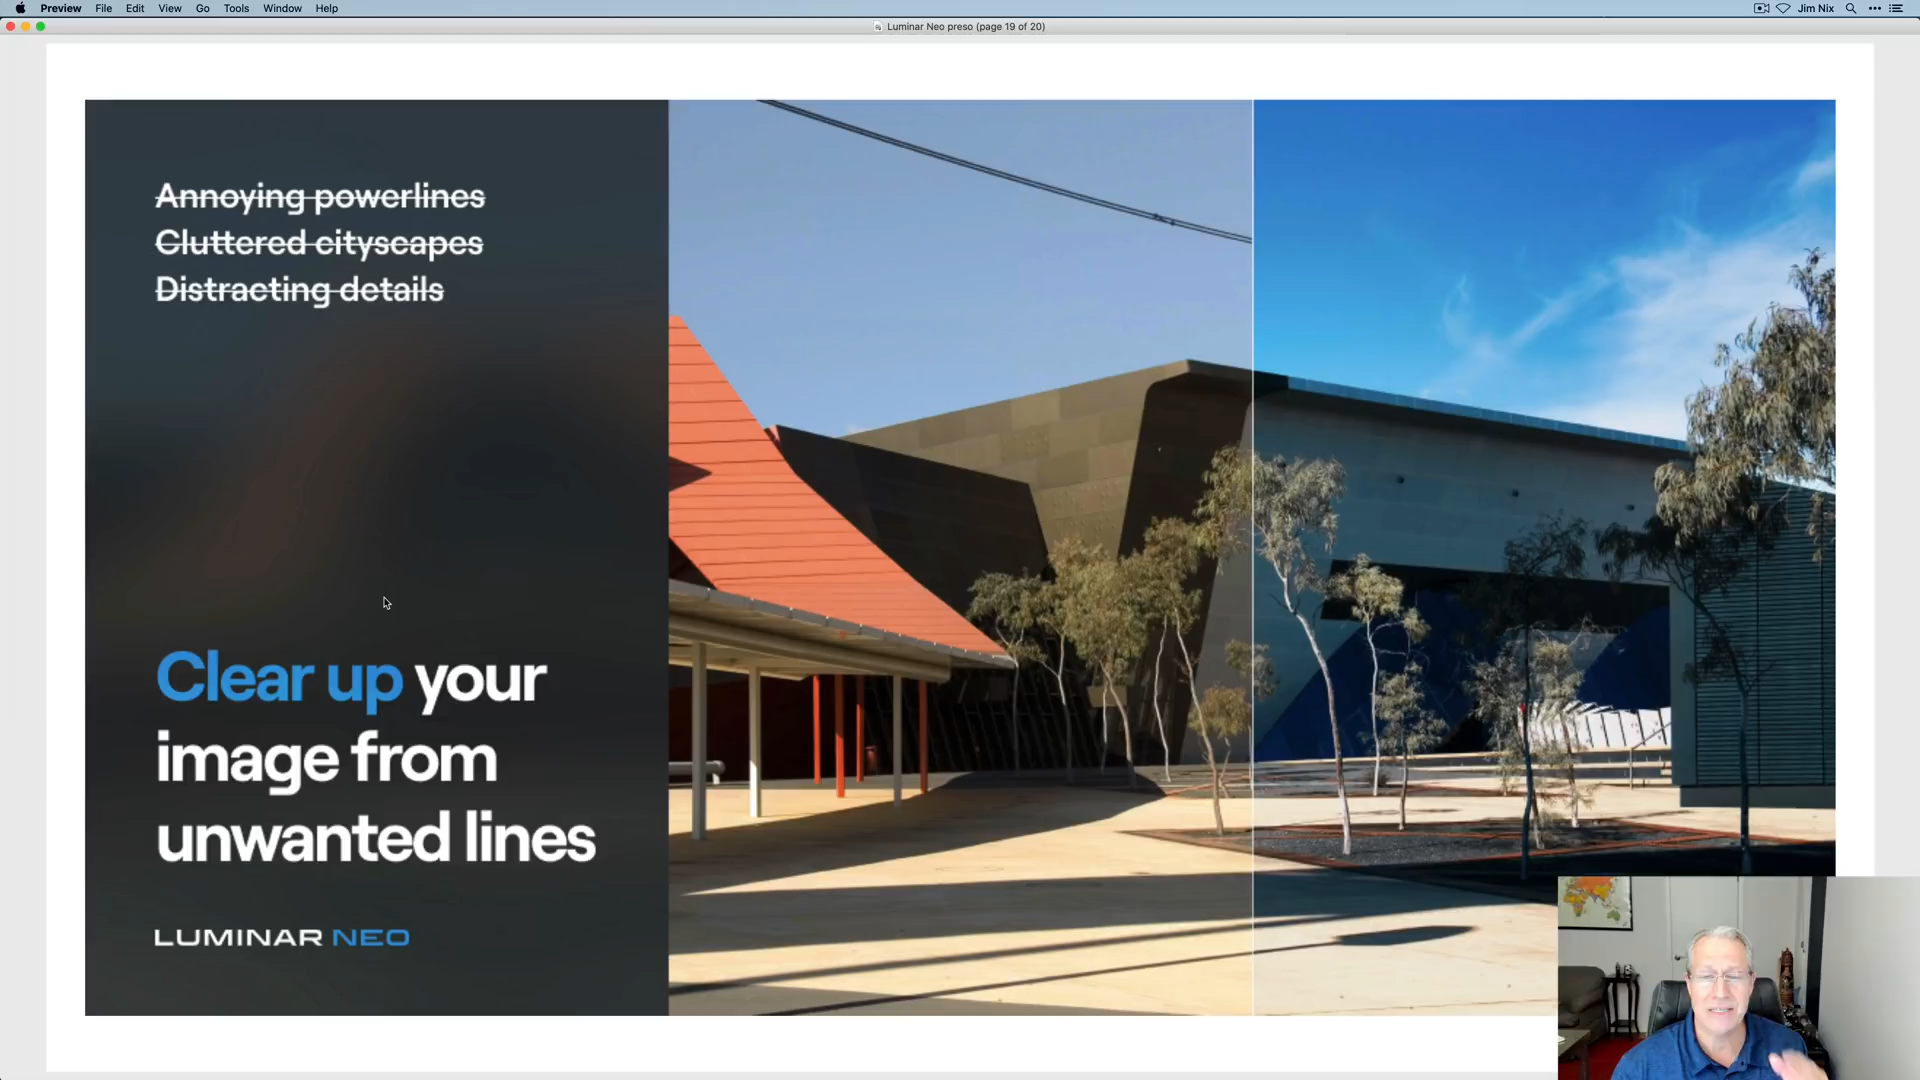 Preview File Edit View Go Tools Window Help Jim Nix
Luminar Neo preso (page 19 of 20)
Annoying powerlines
Cluttered cityscapes
Distracting details
Clear up your
image from
unwanted lines
LUMINAR NEO